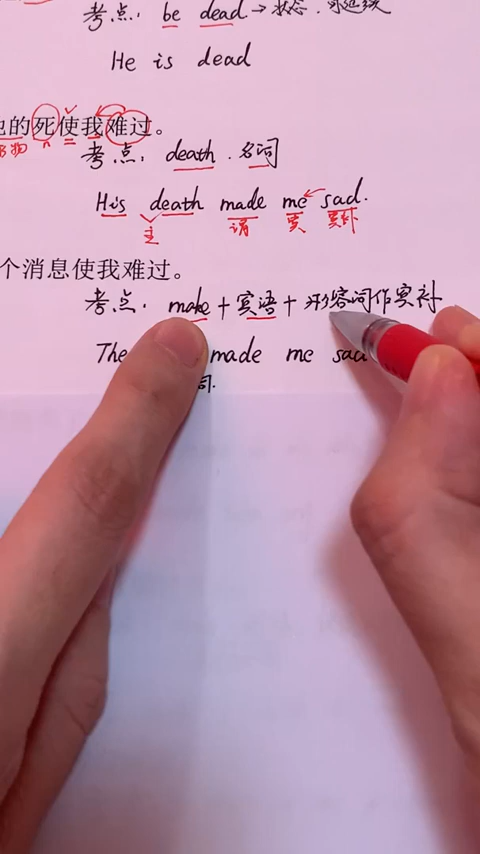 考点: be dead → 状态. 可延续
He is dead
他的死使我难过。
考点: death. 名词
His death made me sad.
主 谓 宾 宾补
个消息使我难过。
考点: make + 宾语 + 形容词作宾补
The made me sad
词.